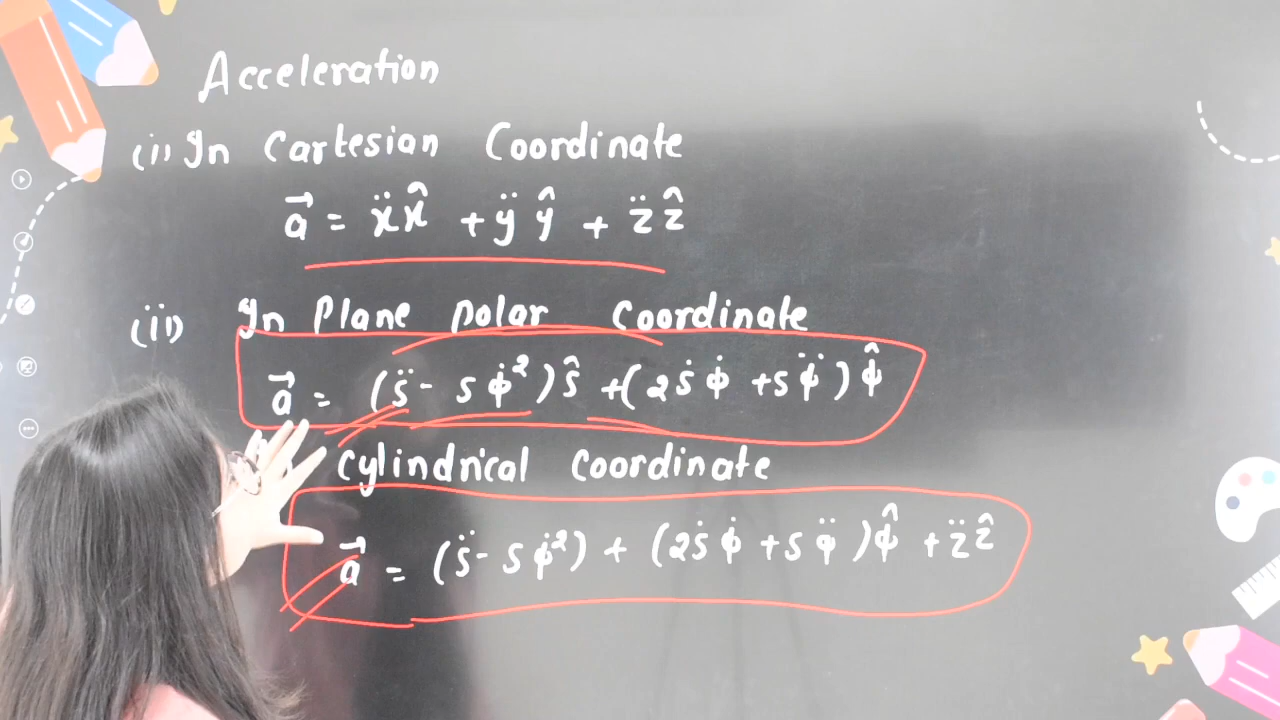 Acceleration
(i) In Cartesian Coordinate
a⃗ = ẍx̂ + ÿŷ + z̈ẑ
(ii) In Plane polar Coordinate
a⃗ = (s̈ - sϕ̇²)ŝ + (2ṡϕ̇ + sϕ̈)ϕ̂
Cylindrical Coordinate
a⃗ = (s̈ - sϕ̇²) + (2ṡϕ̇ + sϕ̈)ϕ̂ + z̈ẑ